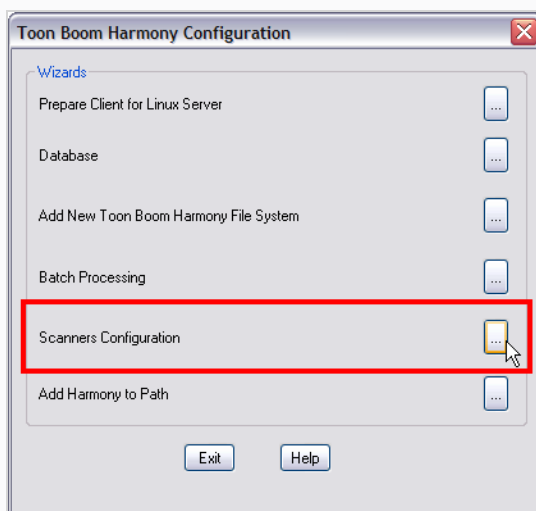 Toon Boom Harmony Configuration
Wizards
Prepare Client for Linux Server
...
Database
...
Add New Toon Boom Harmony File System
...
Batch Processing
...
Scanners Configuration
...
Add Harmony to Path
...
Exit Help